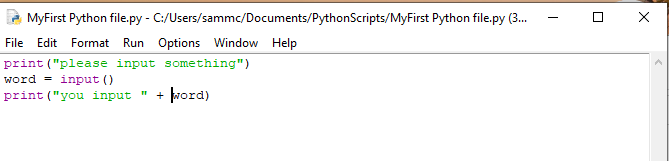 MyFirst Python file.py - C:/Users/sammc/Documents/PythonScripts/MyFirst Python file.py (3...
File Edit Format Run Options Window Help
print("please input something")
word = input()
print("you input " + word)